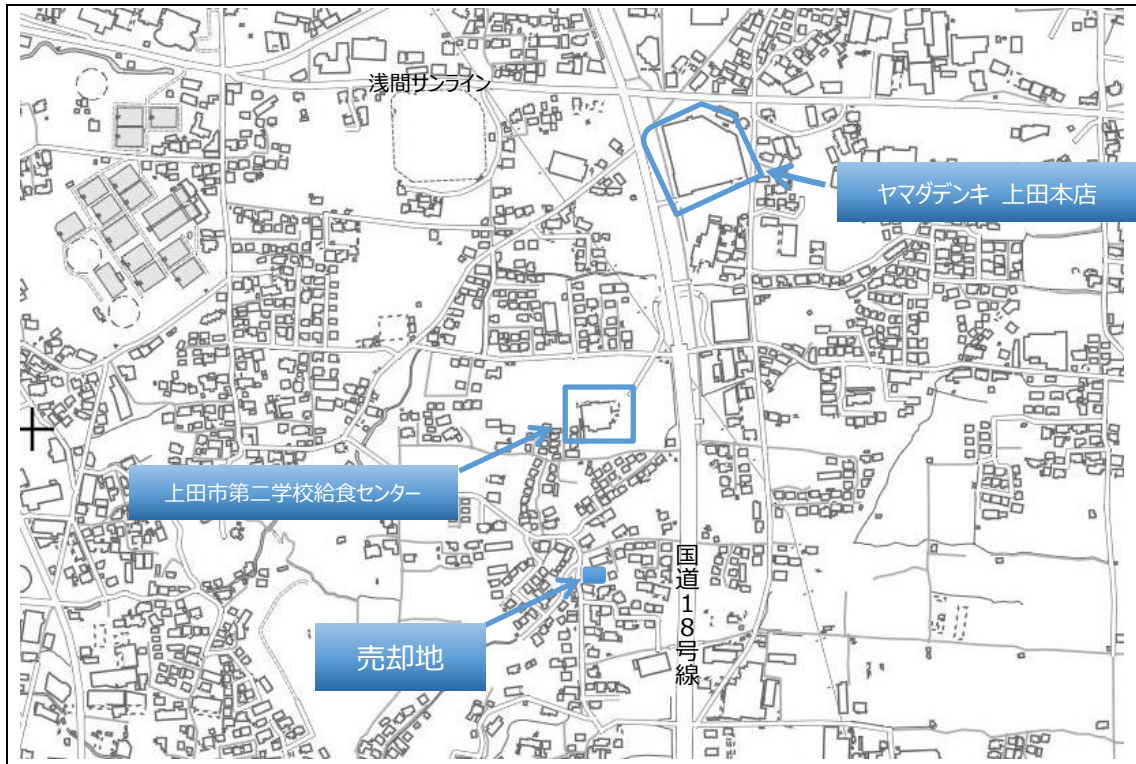 浅間サンライン
ヤマダデンキ 上田本店
上田市第二学校給食センター
国道18号線
売却地